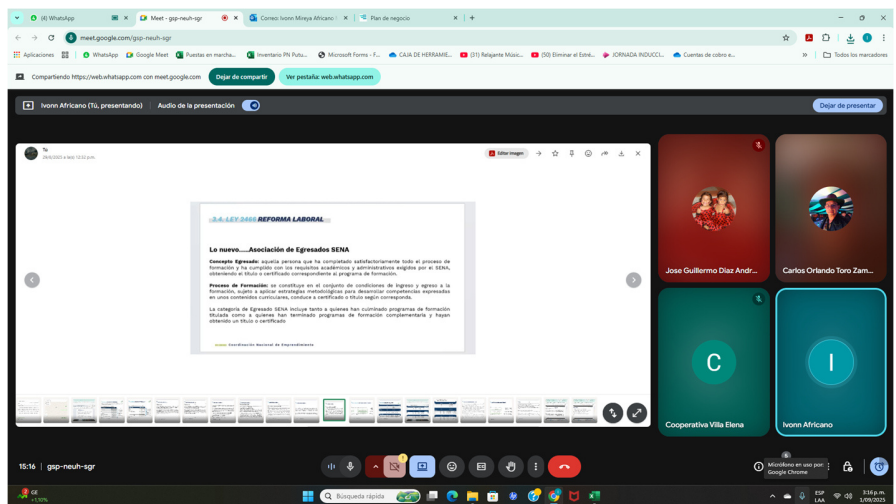 (4) WhatsApp
Meet - gsp-neuh-sgr
Correo: Ivonn Mireya Africano S
Plan de negocio
meet.google.com/gsp-neuh-sgr
Aplicaciones
WhatsApp
Google Meet
Puestas en marcha...
Inventario PN Putu...
Microsoft Forms - F...
CAJA DE HERRAMIE...
(31) Relajante Músic...
(50) Eliminar el Estré...
JORNADA INDUCCI...
Cuentas de cobro e...
Todos los marcadores
Compartiendo https://web.whatsapp.com con meet.google.com
Dejar de compartir
Ver pestaña: web.whatsapp.com
Ivonn Africano (Tú, presentando)
Audio de la presentación
Dejar de presentar
Tú
Editar imagen
2.4. LEY 2466 REFORMA LABORAL
Lo nuevo.....Asociación de Egresados SENA
Concepto Egresado: aquella persona que ha completado satisfactoriamente todo el proceso de
formación y ha cumplido con los requisitos académicos y administrativos exigidos por el SENA,
obteniendo el título o certificado correspondiente al programa de formación.
Proceso de Formación: se constituye en el conjunto de condiciones de ingreso y egreso a la
formación, sujeto a aplicar estrategias metodológicas para desarrollar competencias expresadas
en unos contenidos curriculares, conduce a certificado o título según corresponda.
La categoría de Egresado SENA incluye tanto a quienes han culminado programas de formación
titulada como a quienes han terminado programas de formación complementaria y hayan
obtenido un título o certificado
Coordinación Nacional de Emprendimiento
Jose Guillermo Diaz Andr...
Carlos Orlando Toro Zam...
C
Cooperativa Villa Elena
I
Ivonn Africano
15:16
gsp-neuh-sgr
5
Micrófono en uso por:
Google Chrome
GE
+1,10%
Búsqueda rápida
ESP
LAA
3:16 p.m.
1/09/2025